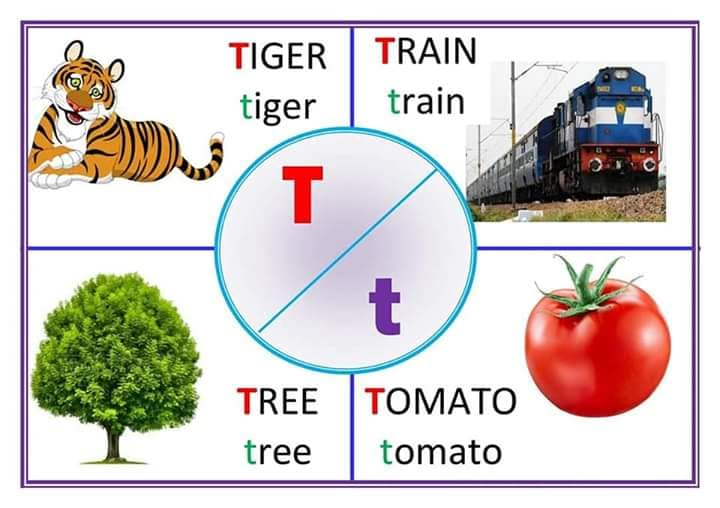 TIGER
tiger
TRAIN
train
T
t
TREE
tree
TOMATO
tomato